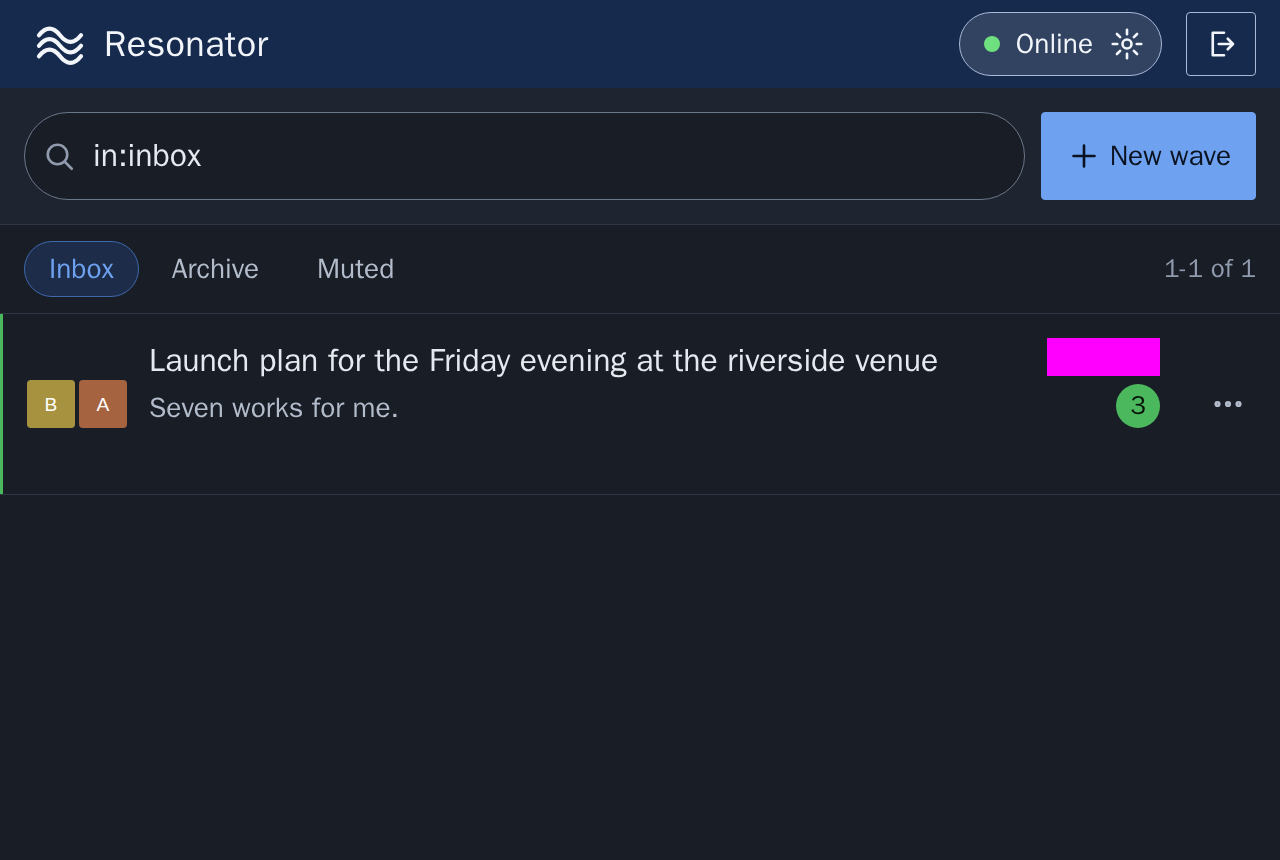 Resonator
Online
in:inbox
New wave
Inbox
Archive
Muted
1-1 of 1
Launch plan for the Friday evening at the riverside venue
B
A
Seven works for me.
3